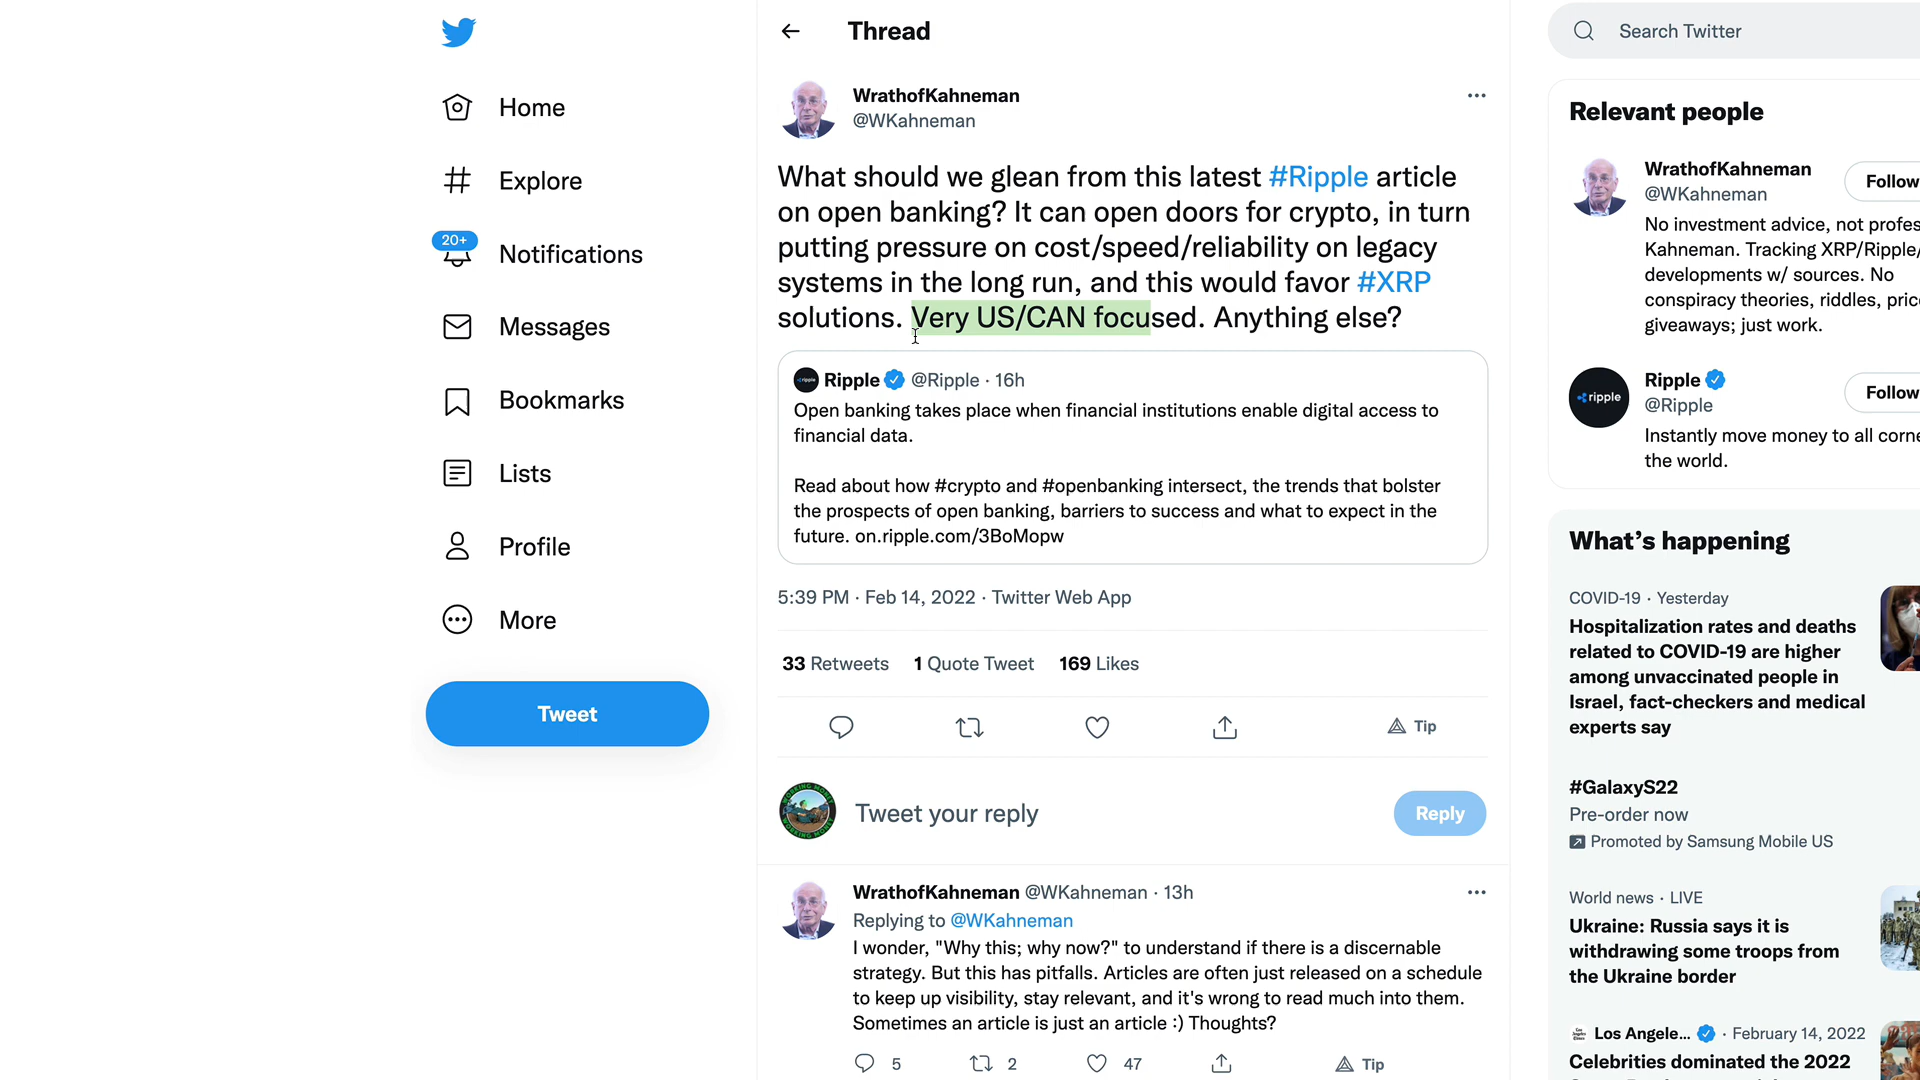 Home
Explore
20+
Notifications
Messages
Bookmarks
Lists
Profile
More
Tweet
Thread
WrathofKahneman
@WKahneman
What should we glean from this latest #Ripple article
on open banking? It can open doors for crypto, in turn
putting pressure on cost/speed/reliability on legacy
systems in the long run, and this would favor #XRP
solutions. Very US/CAN focused. Anything else?
Ripple @Ripple · 16h
Open banking takes place when financial institutions enable digital access to
financial data.
Read about how #crypto and #openbanking intersect, the trends that bolster
the prospects of open banking, barriers to success and what to expect in the
future. on.ripple.com/3BoMopw
5:39 PM · Feb 14, 2022 · Twitter Web App
33 Retweets 1 Quote Tweet 169 Likes
Tip
Tweet your reply
Reply
WrathofKahneman @WKahneman · 13h
Replying to @WKahneman
I wonder, "Why this; why now?" to understand if there is a discernable
strategy. But this has pitfalls. Articles are often just released on a schedule
to keep up visibility, stay relevant, and it's wrong to read much into them.
Sometimes an article is just an article :) Thoughts?
5 2 47 Tip
Search Twitter
Relevant people
WrathofKahneman
@WKahneman
Follow
No investment advice, not profes
Kahneman. Tracking XRP/Ripple/
developments w/ sources. No
conspiracy theories, riddles, pric
giveaways; just work.
ripple
Ripple
@Ripple
Follow
Instantly move money to all corne
the world.
What's happening
COVID-19 · Yesterday
Hospitalization rates and deaths
related to COVID-19 are higher
among unvaccinated people in
Israel, fact-checkers and medical
experts say
#GalaxyS22
Pre-order now
Promoted by Samsung Mobile US
World news · LIVE
Ukraine: Russia says it is
withdrawing some troops from
the Ukraine border
Los Angele... · February 14, 2022
Celebrities dominated the 2022